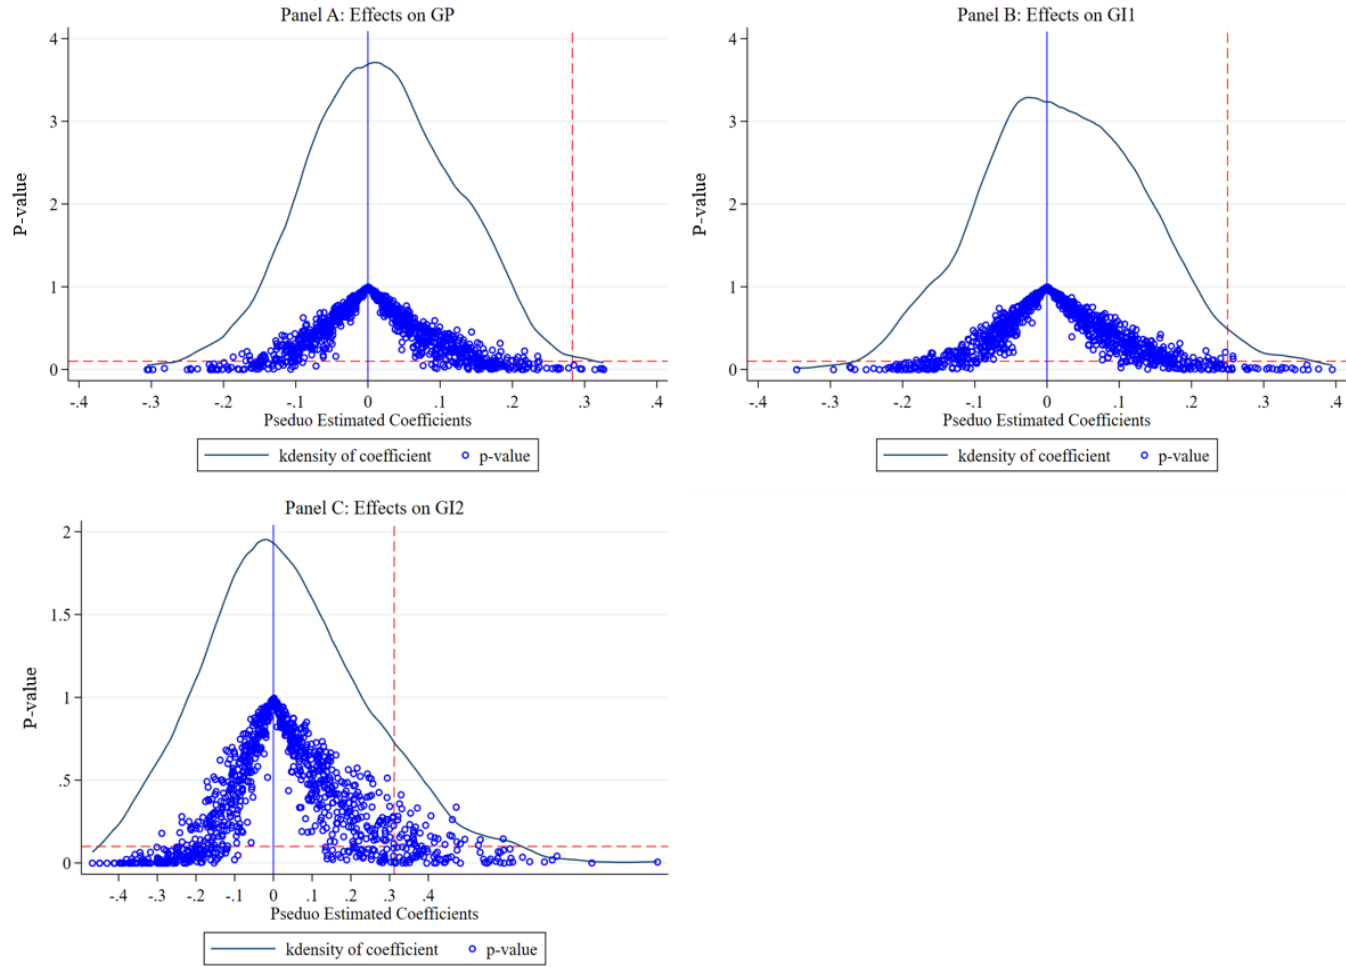 Panel A: Effects on GP
4
3
2
1
0
P-value
-.4 -.3 -.2 -.1 0 .1 .2 .3 .4
Pseduo Estimated Coefficients
kdensity of coefficient p-value
Panel B: Effects on GI1
4
3
2
1
0
P-value
-.4 -.3 -.2 -.1 0 .1 .2 .3 .4
Pseduo Estimated Coefficients
kdensity of coefficient p-value
Panel C: Effects on GI2
2
1.5
1
.5
0
P-value
-.4 -.3 -.2 -.1 0 .1 .2 .3 .4
Pseduo Estimated Coefficients
kdensity of coefficient p-value